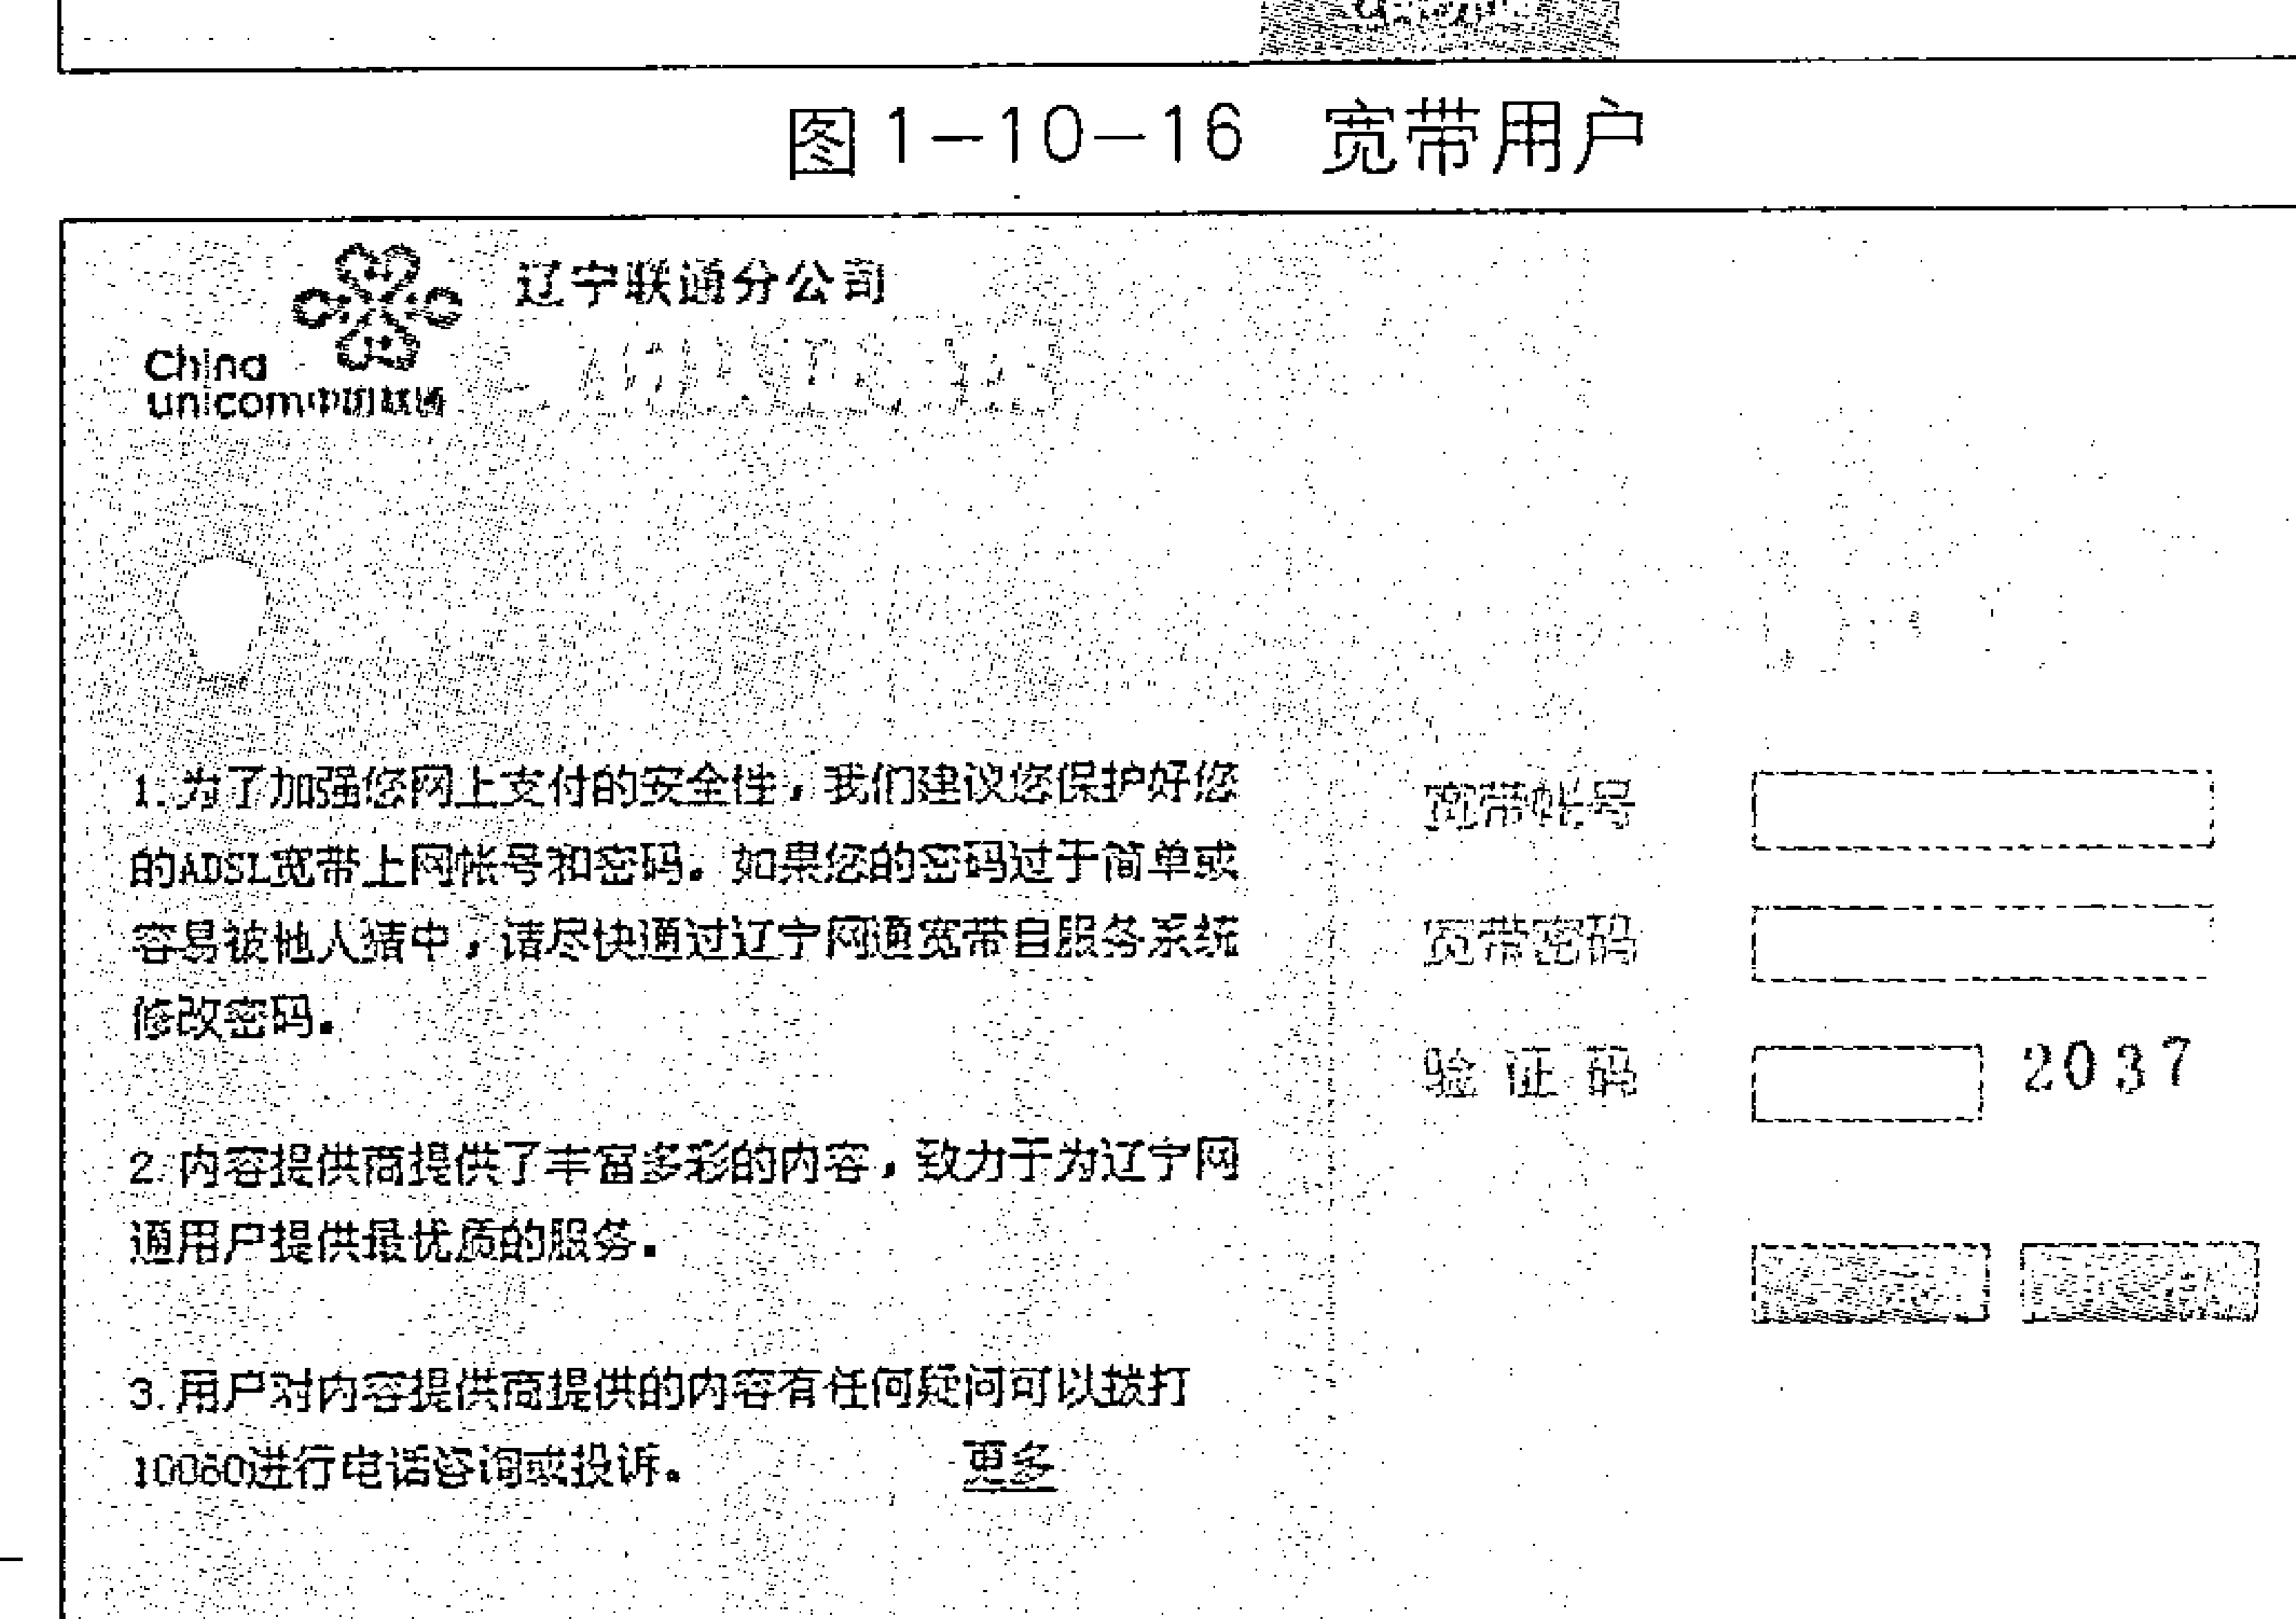 图1-10-16 宽带用户
辽宁联通分公司
China
unicom中国联通
1.为了加强您网上支付的安全性，我们建议您保护好您
的ADSL宽带上网帐号和密码。如果您的密码过于简单或
容易被他人猜中，请尽快通过辽宁网通宽带自服务系统
修改密码。
宽带帐号
宽带密码
验 证 码
2037
2.内容提供商提供了丰富多彩的内容，致力于为辽宁网
通用户提供最优质的服务。
3.用户对内容提供商提供的内容有任何疑问可以拨打
10060进行电话咨询或投诉。
更多